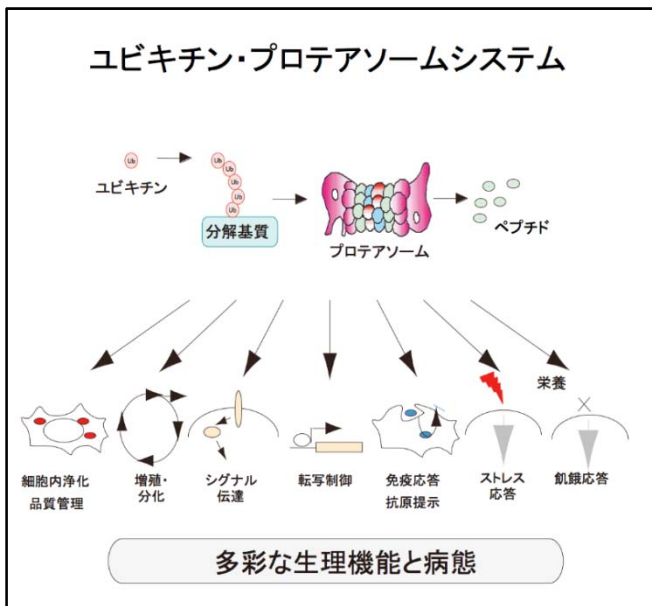 ユビキチン・プロテアソームシステム
Ub
Ub
Ub
Ub
Ub
Ub
ユビキチン
分解基質
プロテアソーム
ペプチド
栄養
細胞内浄化
品質管理
増殖・
分化
シグナル
伝達
転写制御
免疫応答
抗原提示
ストレス
応答
飢餓応答
多彩な生理機能と病態